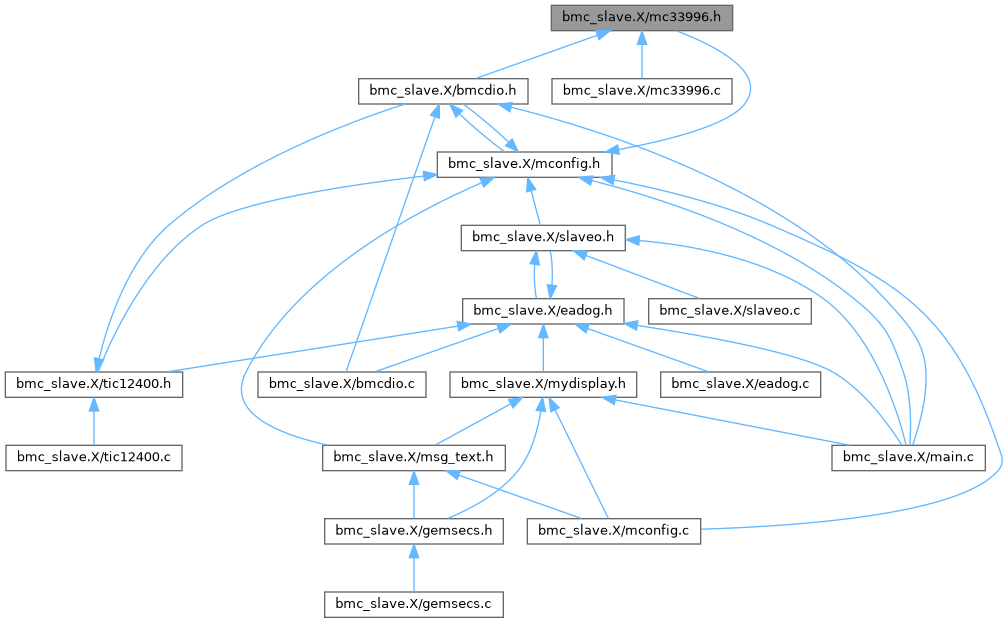 bmc_slave.X/mc33996.h
bmc_slave.X/bmcdio.h
bmc_slave.X/mc33996.c
bmc_slave.X/mconfig.h
bmc_slave.X/slaveo.h
bmc_slave.X/eadog.h
bmc_slave.X/slaveo.c
bmc_slave.X/tic12400.h
bmc_slave.X/bmcdio.c
bmc_slave.X/mydisplay.h
bmc_slave.X/eadog.c
bmc_slave.X/tic12400.c
bmc_slave.X/msg_text.h
bmc_slave.X/main.c
bmc_slave.X/gemsecs.h
bmc_slave.X/mconfig.c
bmc_slave.X/gemsecs.c